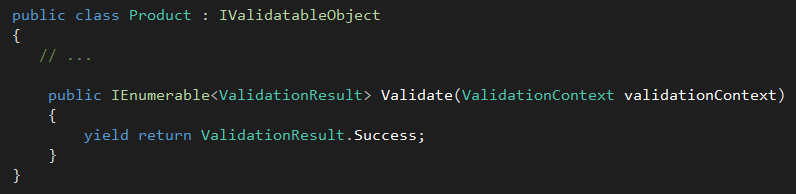 public class Product : IValidatableObject
{
// ...
public IEnumerable<ValidationResult> Validate(ValidationContext validationContext)
{
yield return ValidationResult.Success;
}
}